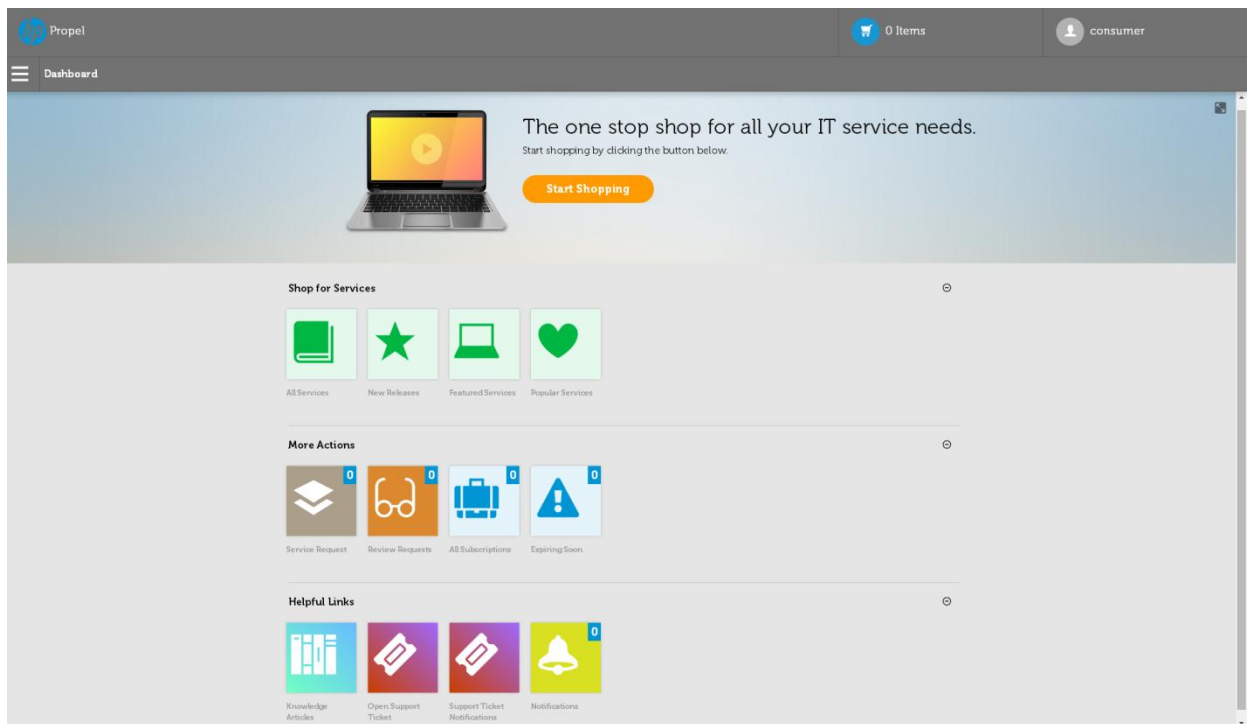 hp Propel
0 Items
consumer
Dashboard
The one stop shop for all your IT service needs.
Start shopping by clicking the button below.
Start Shopping
Shop for Services
All Services
New Releases
Featured Services
Popular Services
More Actions
0
0
0
0
Service Request
Review Requests
All Subscriptions
Expiring Soon
Helpful Links
0
Knowledge
Articles
Open Support
Ticket
Support Ticket
Notifications
Notifications